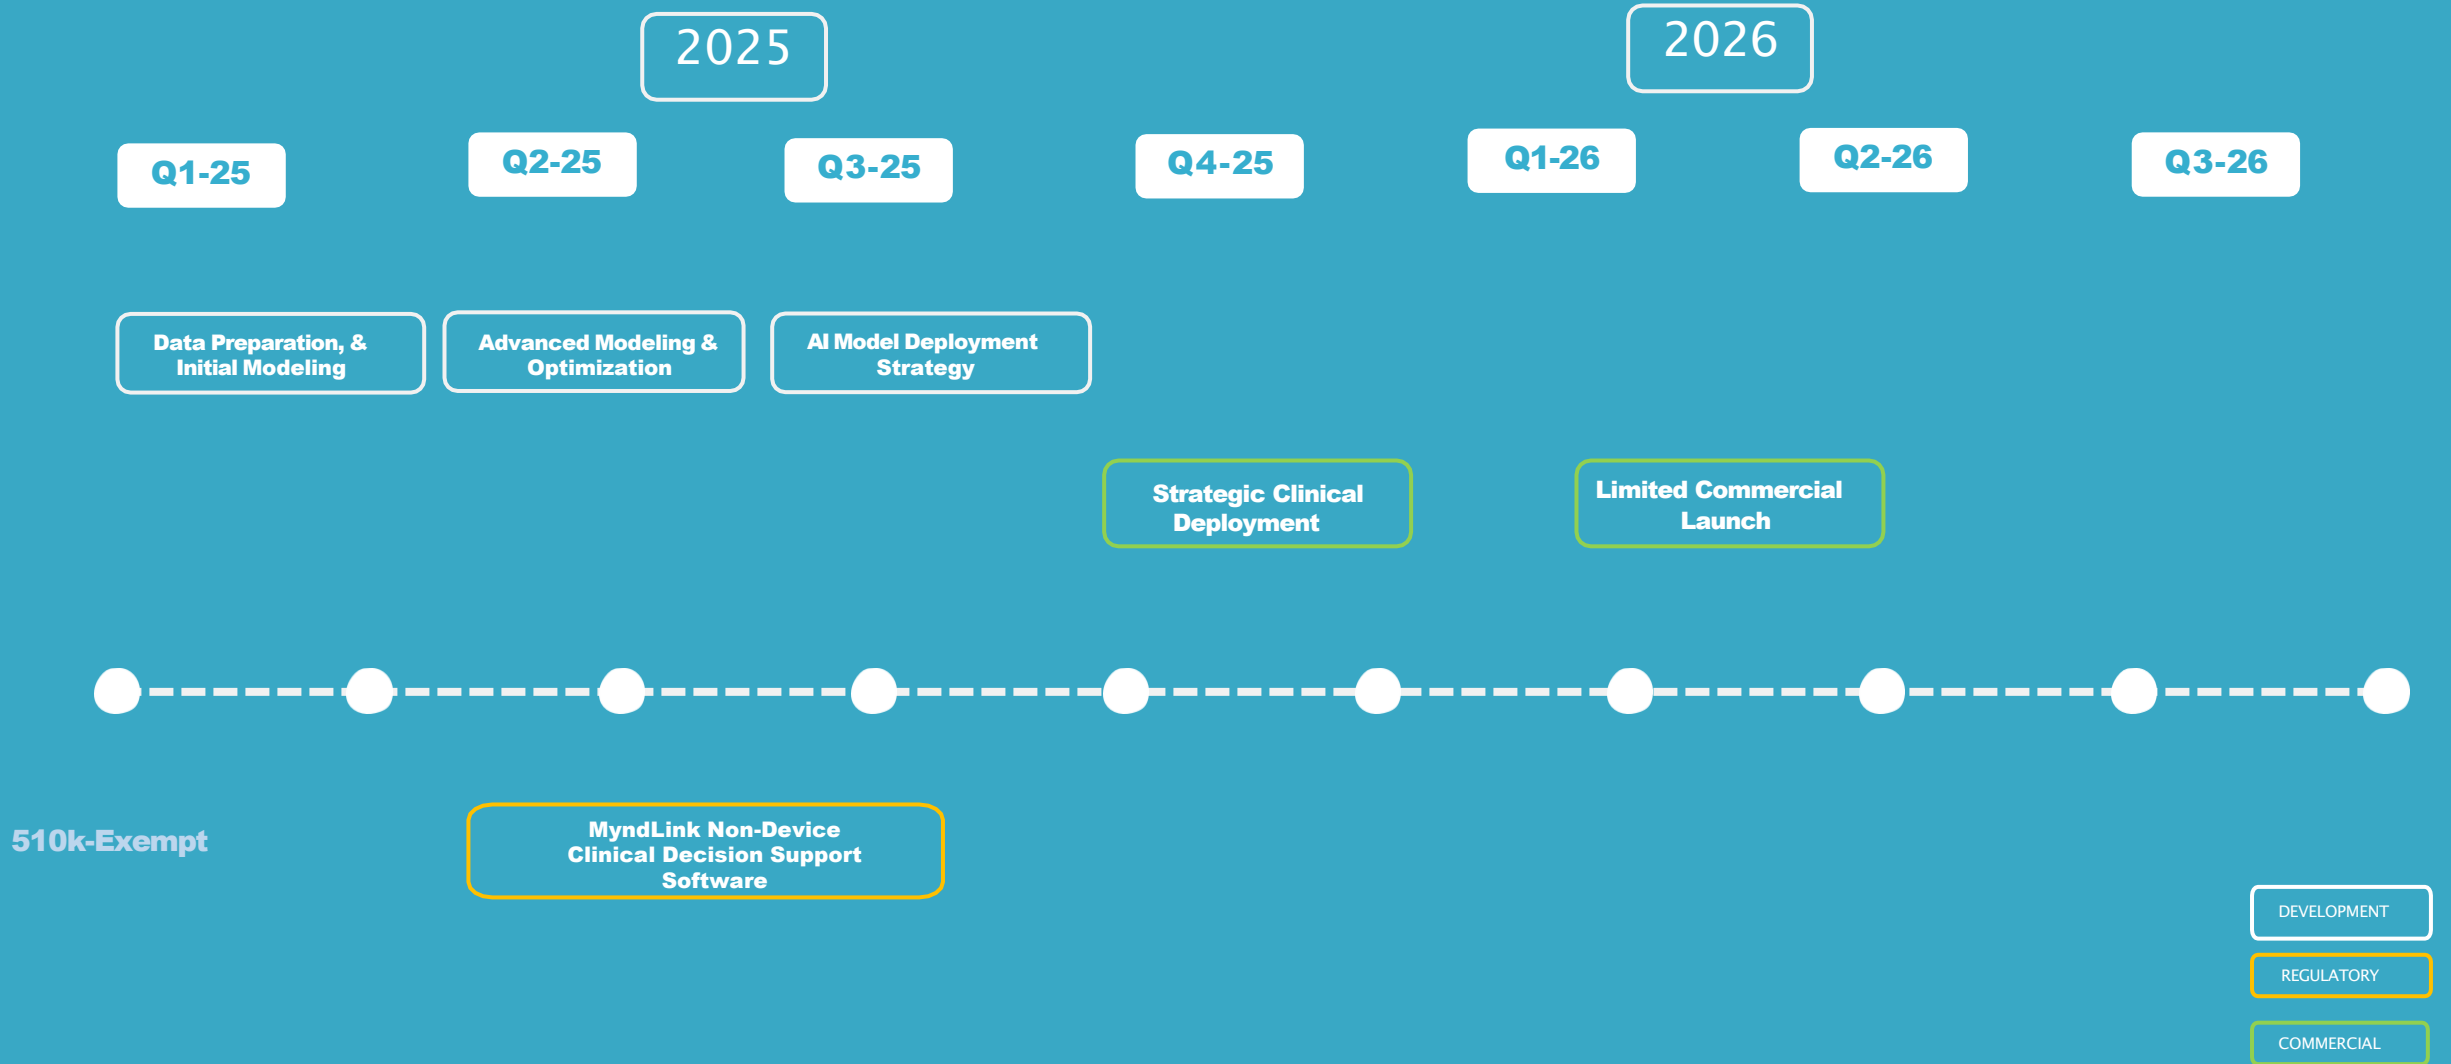 2025
2026
Q1-25
Q2-25
Q3-25
Q4-25
Q1-26
Q2-26
Q3-26
Data Preparation, &
Initial Modeling
Advanced Modeling &
Optimization
AI Model Deployment
Strategy
Strategic Clinical
Deployment
Limited Commercial
Launch
510k-Exempt
MyndLink Non-Device
Clinical Decision Support
Software
DEVELOPMENT
REGULATORY
COMMERCIAL